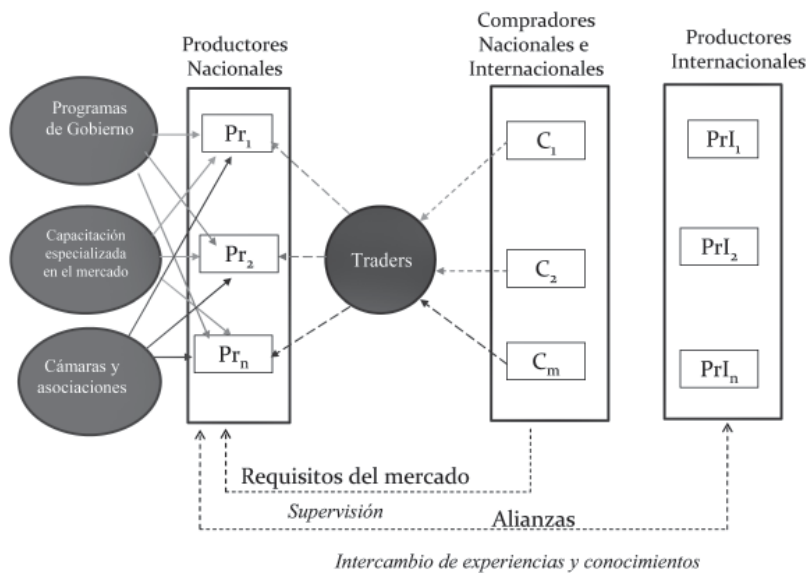 Productores
Nacionales
Compradores
Nacionales e
Internacionales
Productores
Internacionales
Programas
de Gobierno
Capacitación
especializada
en el mercado
Cámaras y
asociaciones
Pr₁
Pr₂
Prₙ
Traders
C₁
C₂
Cₘ
PrI₁
PrI₂
PrIₙ
Requisitos del mercado
Supervisión
Alianzas
Intercambio de experiencias y conocimientos